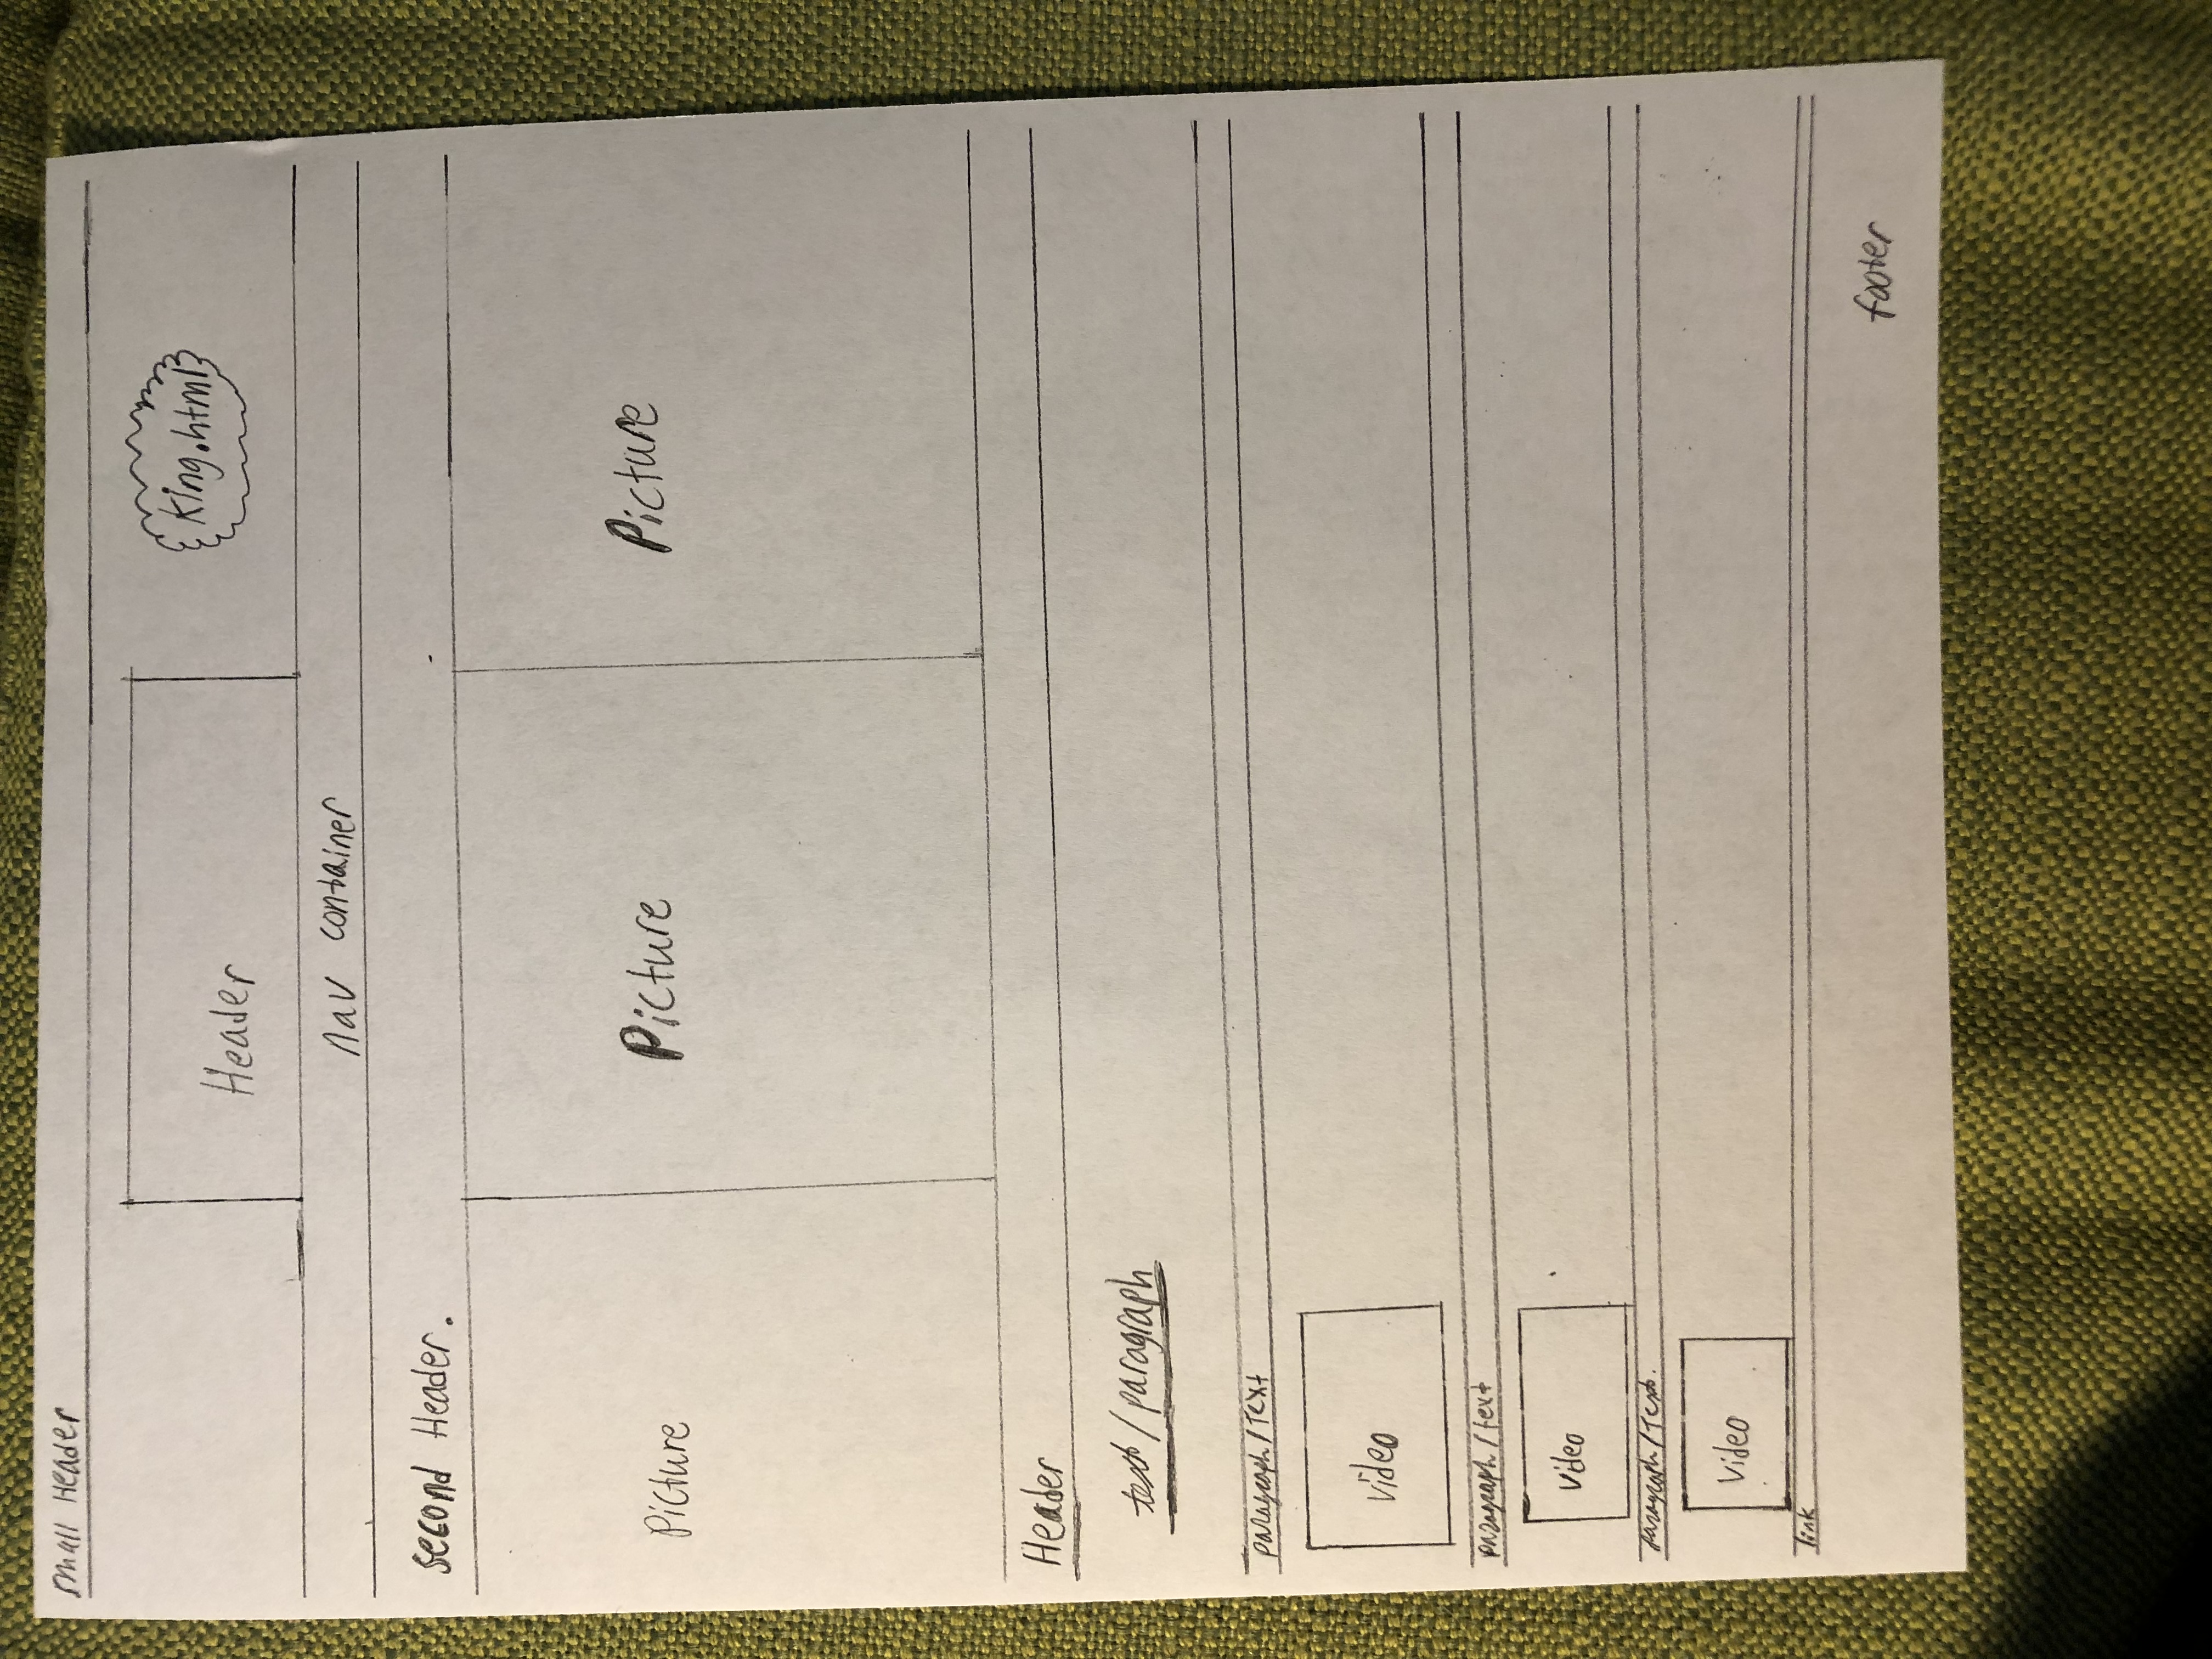 small Header
Header
King.html
nav container
second Header.
Picture
Picture
Picture
Header
text / paragraph
paragraph / Text
video
paragraph / text
video
paragraph / Text.
video
link
footer